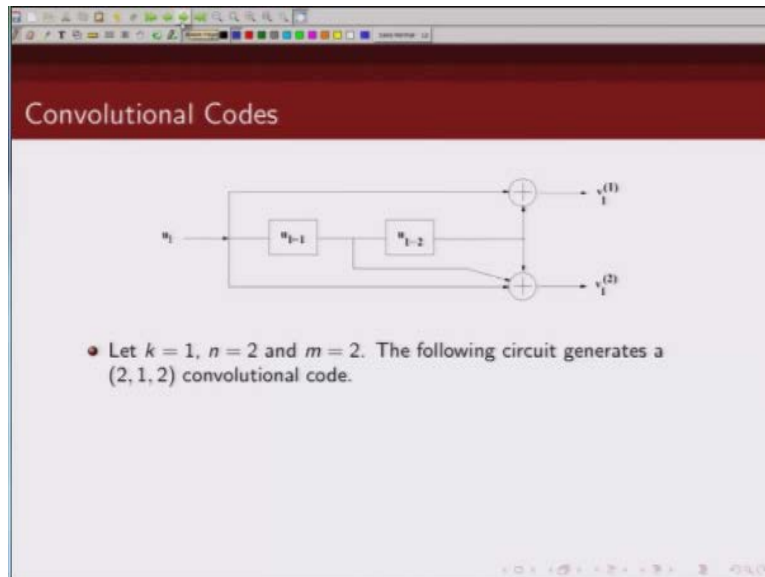 Convolutional Codes
v_l^(1)
u_l u_{l-1} u_{l-2}
v_l^(2)
Let k = 1, n = 2 and m = 2. The following circuit generates a
(2, 1, 2) convolutional code.